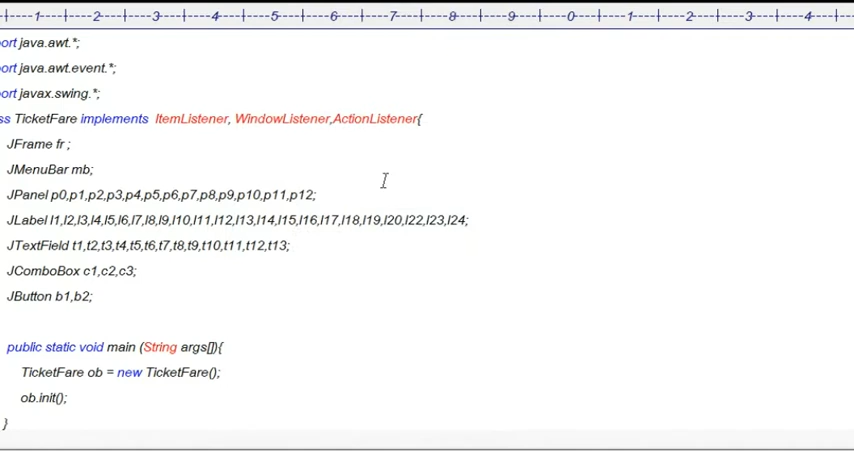 1 2 3 4 5 6 7 8 9 0 1 2 3 4
ort java.awt.*;
ort java.awt.event.*;
ort javax.swing.*;
ss TicketFare implements ItemListener, WindowListener,ActionListener{
JFrame fr ;
JMenuBar mb;
JPanel p0,p1,p2,p3,p4,p5,p6,p7,p8,p9,p10,p11,p12;
JLabel l1,l2,l3,l4,l5,l6,l7,l8,l9,l10,l11,l12,l13,l14,l15,l16,l17,l18,l19,l20,l22,l23,l24;
JTextField t1,t2,t3,t4,t5,t6,t7,t8,t9,t10,t11,t12,t13;
JComboBox c1,c2,c3;
JButton b1,b2;
public static void main (String args[]){
TicketFare ob = new TicketFare();
ob.init();
}